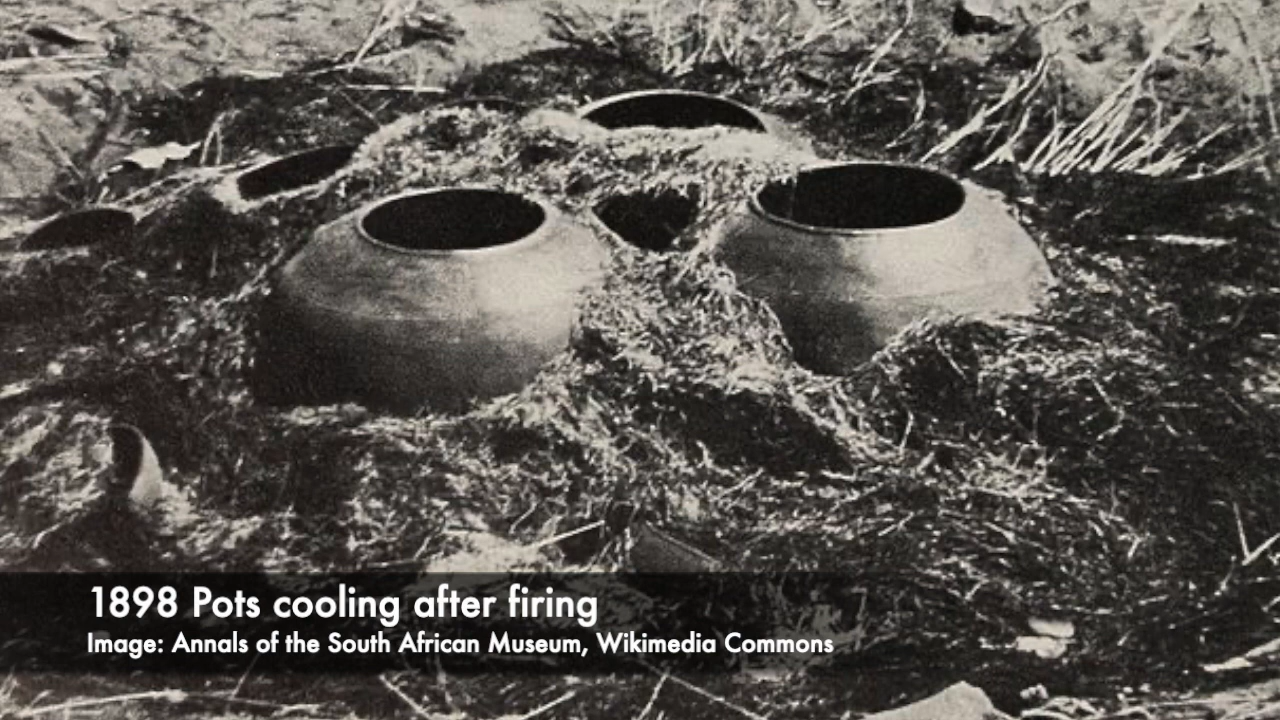 1898 Pots cooling after firing
Image: Annals of the South African Museum, Wikimedia Commons